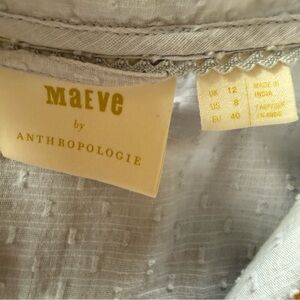 MAEVE
by
ANTHROPOLOGIE
UK 12
US 8
EU 40
MADE IN
INDIA